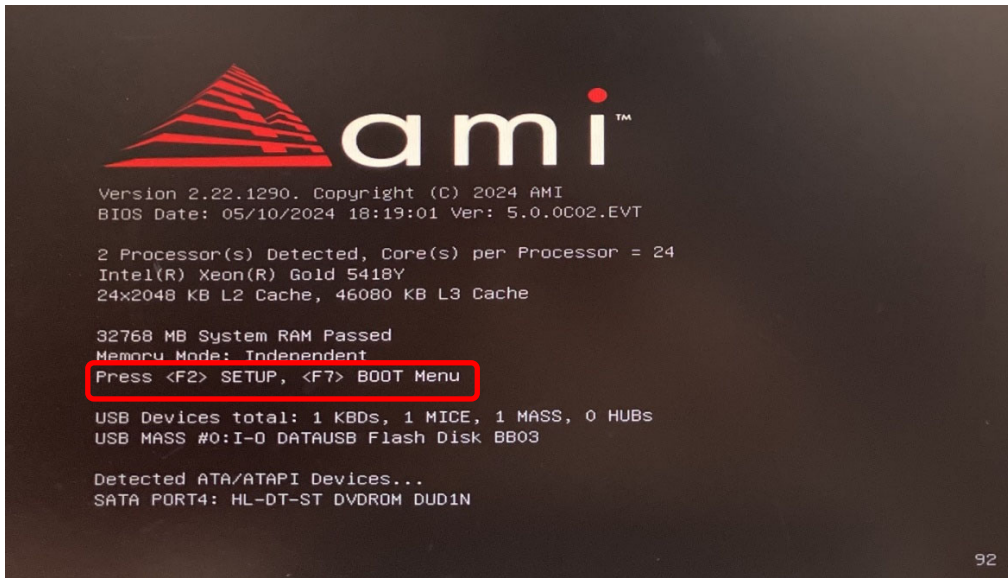 ami™
Version 2.22.1290. Copyright (C) 2024 AMI
BIOS Date: 05/10/2024 18:19:01 Ver: 5.0.0C02.EVT
2 Processor(s) Detected, Core(s) per Processor = 24
Intel(R) Xeon(R) Gold 5418Y
24x2048 KB L2 Cache, 46080 KB L3 Cache
32768 MB System RAM Passed
Memory Mode: Independent
Press <F2> SETUP, <F7> BOOT Menu
USB Devices total: 1 KBDs, 1 MICE, 1 MASS, 0 HUBs
USB MASS #0:I-O DATAUSB Flash Disk BB03
Detected ATA/ATAPI Devices...
SATA PORT4: HL-DT-ST DVDROM DUD1N
92